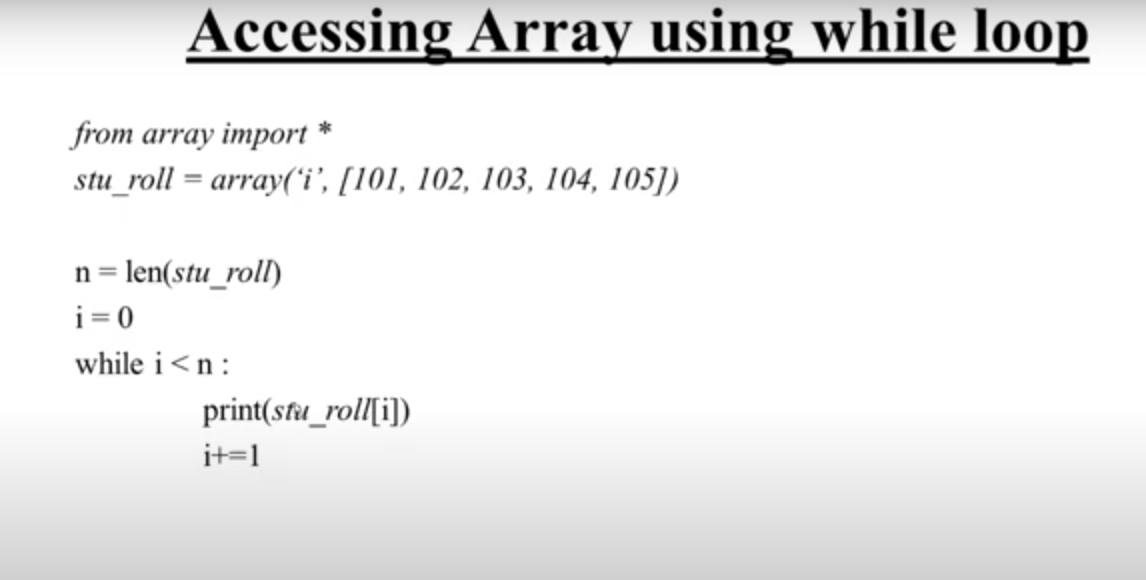 Accessing Array using while loop
from array import *
stu_roll = array(‘i’, [101, 102, 103, 104, 105])
n = len(stu_roll)
i = 0
while i < n :
print(stu_roll[i])
i+=1